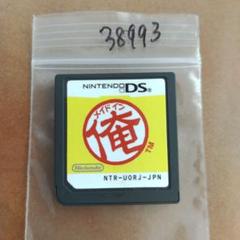 38993
NINTENDO DS
メイドイン
俺
TM
Nintendo
NTR-UORJ-JPN